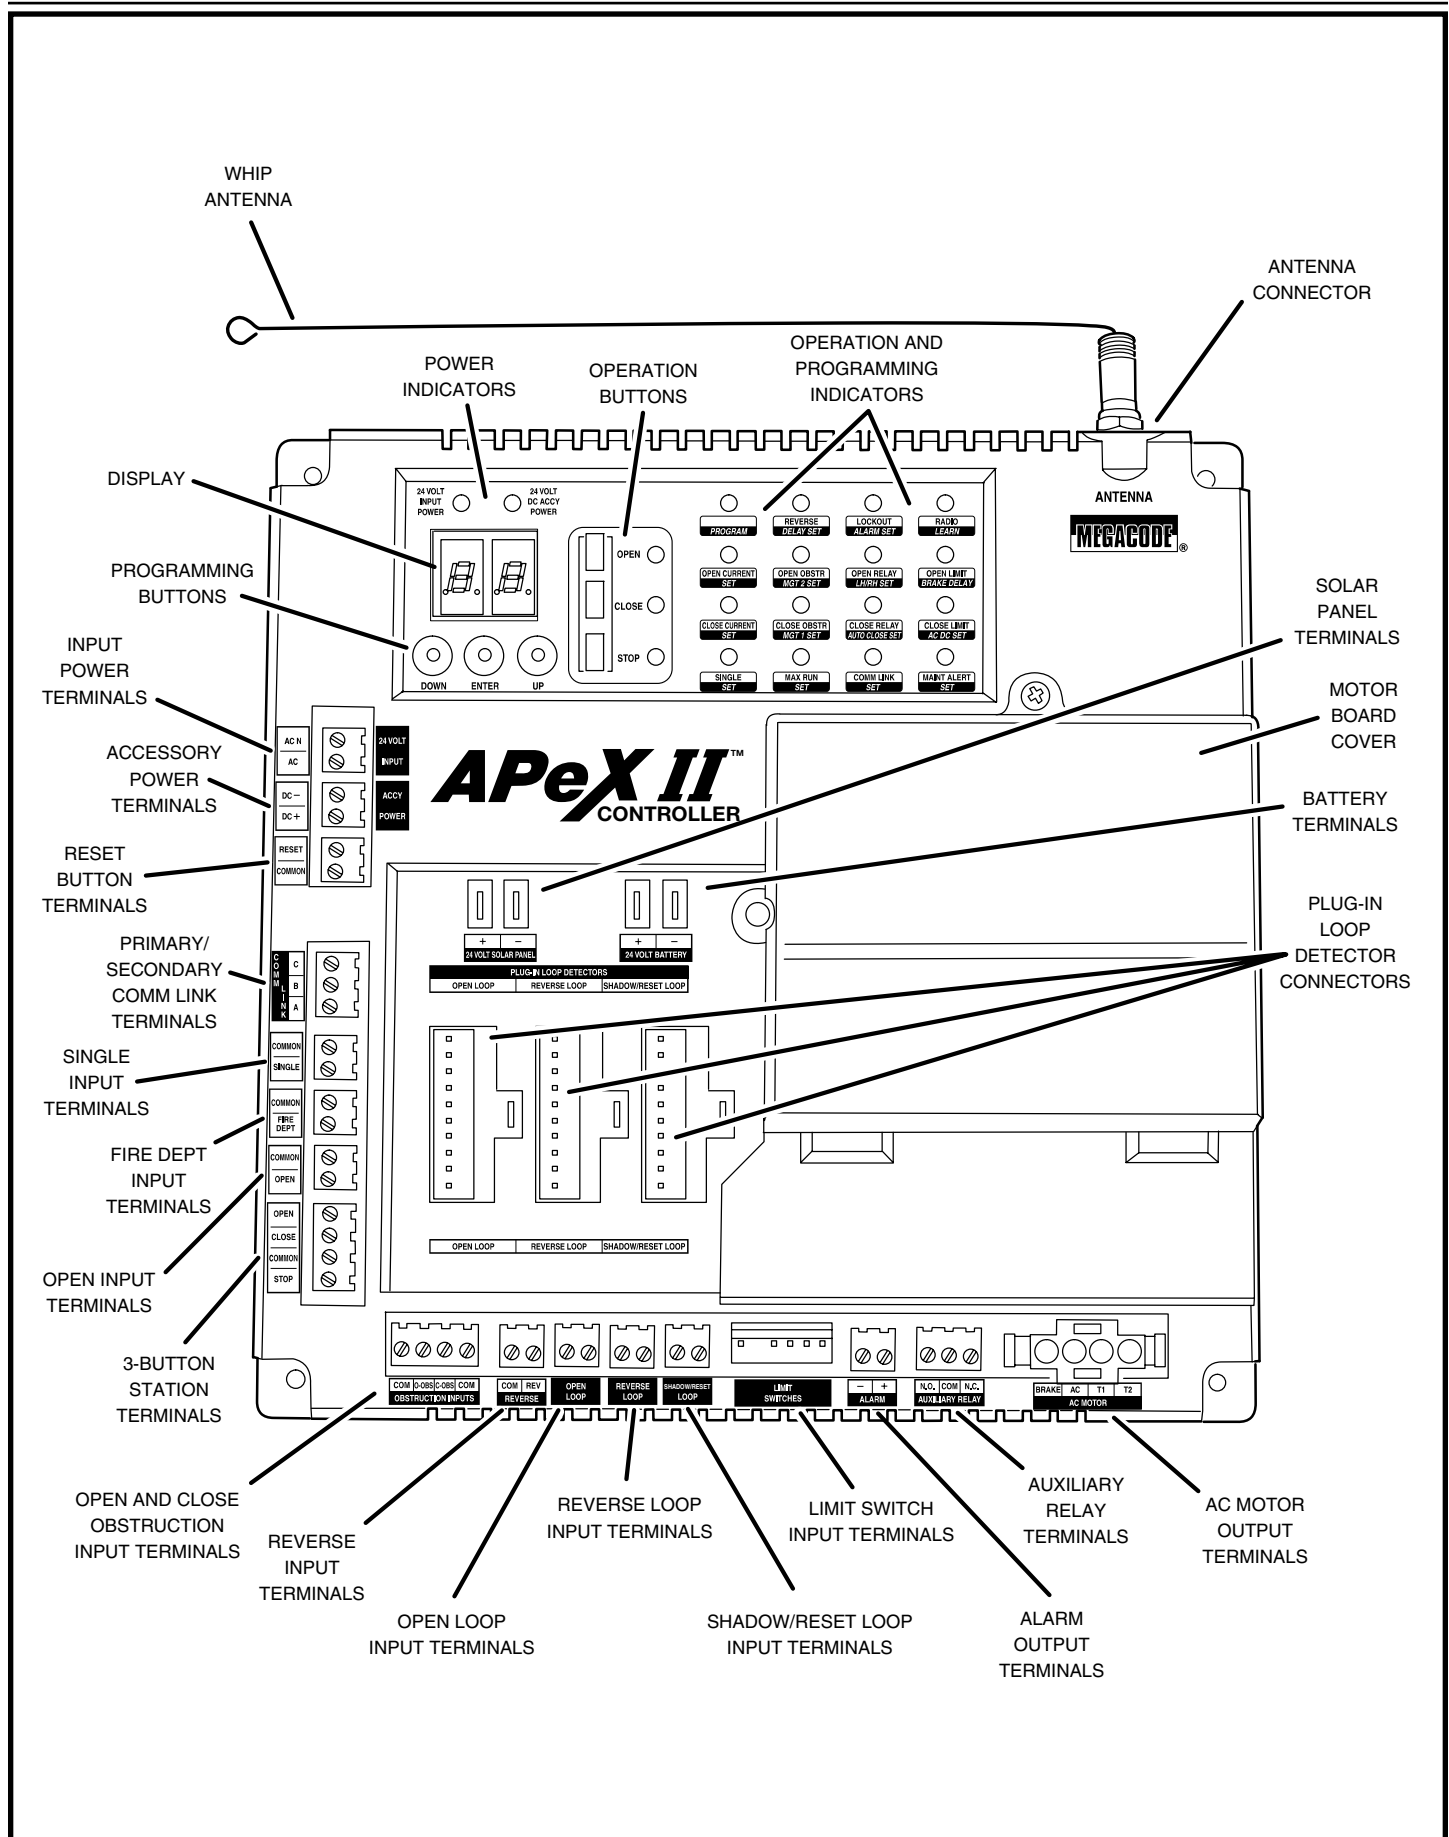 WHIP
ANTENNA
ANTENNA
CONNECTOR
POWER
INDICATORS
OPERATION
BUTTONS
OPERATION AND
PROGRAMMING
INDICATORS
DISPLAY
PROGRAMMING
BUTTONS
INPUT
POWER
TERMINALS
ACCESSORY
POWER
TERMINALS
RESET
BUTTON
TERMINALS
PRIMARY/
SECONDARY
COMM LINK
TERMINALS
SINGLE
INPUT
TERMINALS
FIRE DEPT
INPUT
TERMINALS
OPEN INPUT
TERMINALS
3-BUTTON
STATION
TERMINALS
24 VOLT
INPUT
POWER
24 VOLT
DC ACCY
POWER
8. 8.
DOWN ENTER UP
OPEN
CLOSE
STOP
PROGRAM
REVERSE
DELAY SET
LOCKOUT
ALARM SET
RADIO
LEARN
OPEN CURRENT
SET
OPEN OBSTR
MGT 2 SET
OPEN RELAY
LH/RH SET
OPEN LIMIT
BRAKE DELAY
CLOSE CURRENT
SET
CLOSE OBSTR
MGT 1 SET
CLOSE RELAY
AUTO CLOSE SET
CLOSE LIMIT
AC DC SET
SINGLE
SET
MAX RUN
SET
COMM LINK
SET
MAINT ALERT
SET
ANTENNA
MEGACODE®
SOLAR
PANEL
TERMINALS
MOTOR
BOARD
COVER
BATTERY
TERMINALS
PLUG-IN
LOOP
DETECTOR
CONNECTORS
AC N
AC
24 VOLT
INPUT
DC –
DC +
ACCY
POWER
RESET
COMMON
APeX II™
CONTROLLER
COMM LINK
C
B
A
COMMON
SINGLE
COMMON
FIRE
DEPT
COMMON
OPEN
OPEN
CLOSE
COMMON
STOP
+ –
24 VOLT SOLAR PANEL
+ –
24 VOLT BATTERY
PLUG-IN LOOP DETECTORS
OPEN LOOP REVERSE LOOP SHADOW/RESET LOOP
OPEN LOOP REVERSE LOOP SHADOW/RESET LOOP
COM O-OBS C-OBS COM
OBSTRUCTION INPUTS
COM REV
REVERSE
OPEN
LOOP
REVERSE
LOOP
SHADOW/RESET
LOOP
LIMIT
SWITCHES
– +
ALARM
N.O. COM N.C.
AUXILIARY RELAY
BRAKE AC T1 T2
AC MOTOR
OPEN AND CLOSE
OBSTRUCTION
INPUT TERMINALS
REVERSE
INPUT
TERMINALS
OPEN LOOP
INPUT TERMINALS
REVERSE LOOP
INPUT TERMINALS
SHADOW/RESET LOOP
INPUT TERMINALS
LIMIT SWITCH
INPUT TERMINALS
ALARM
OUTPUT
TERMINALS
AUXILIARY
RELAY
TERMINALS
AC MOTOR
OUTPUT
TERMINALS